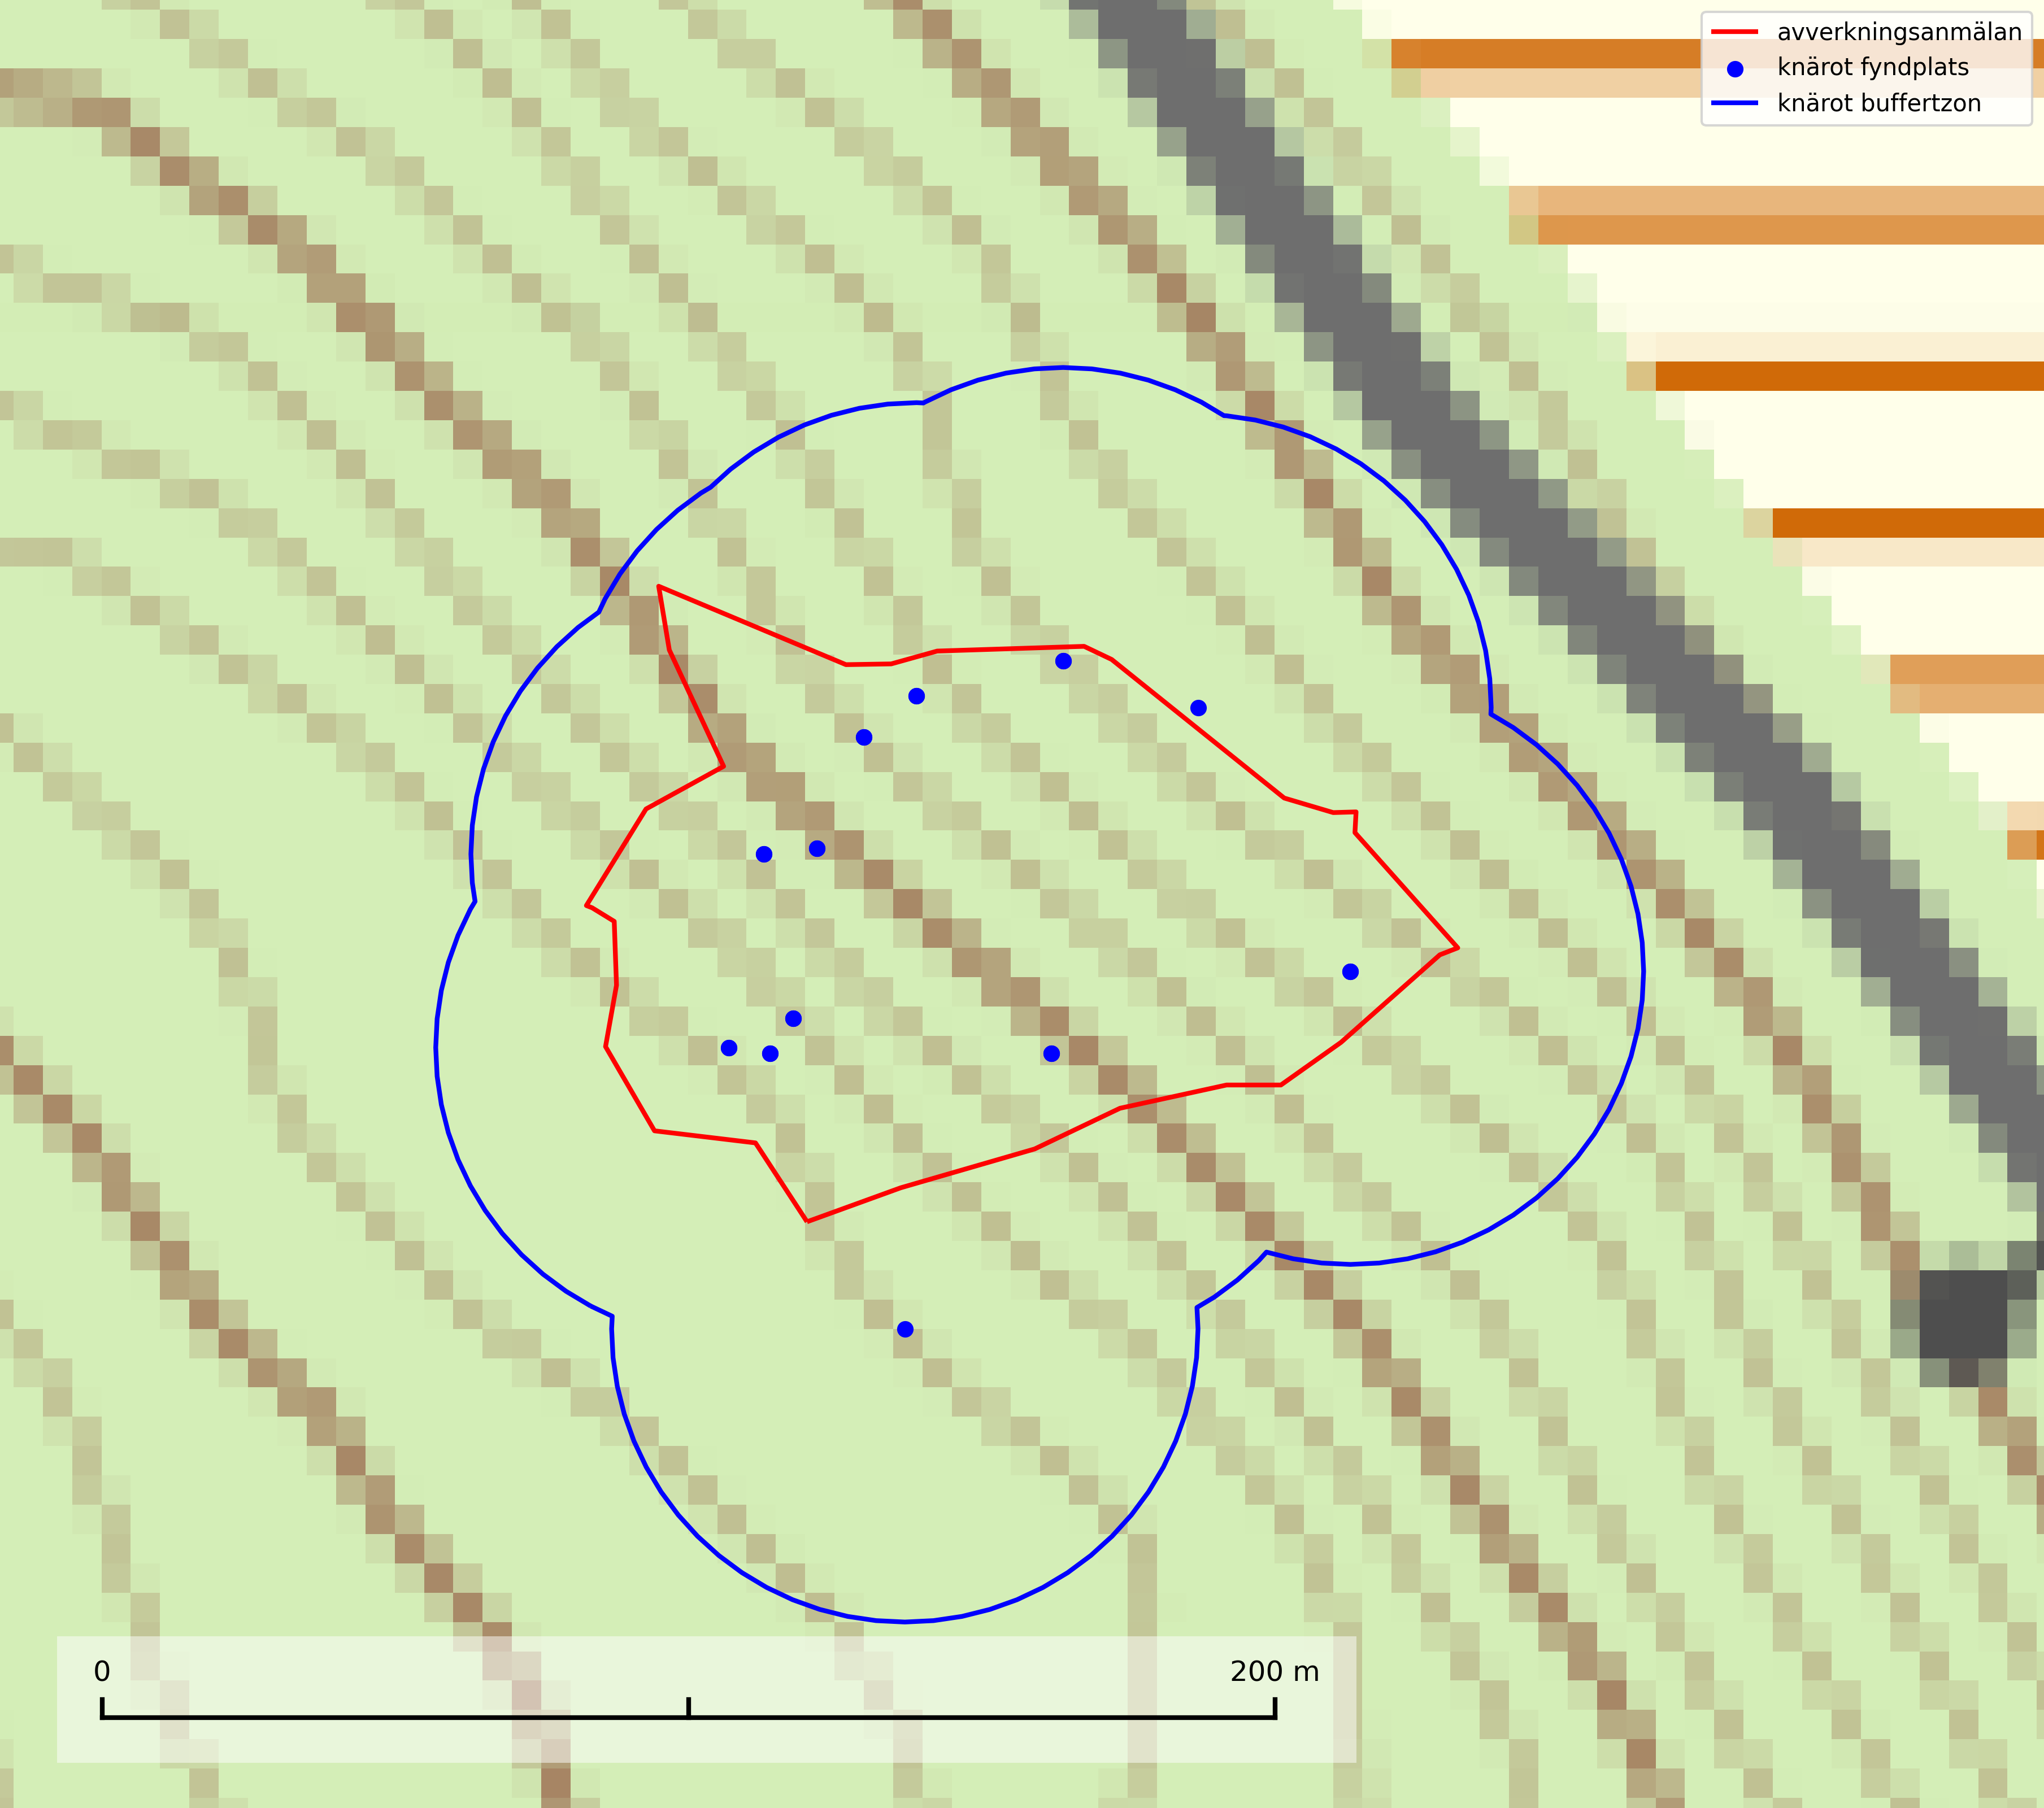 avverkningsanmälan
knärot fyndplats
knärot buffertzon
0
200 m